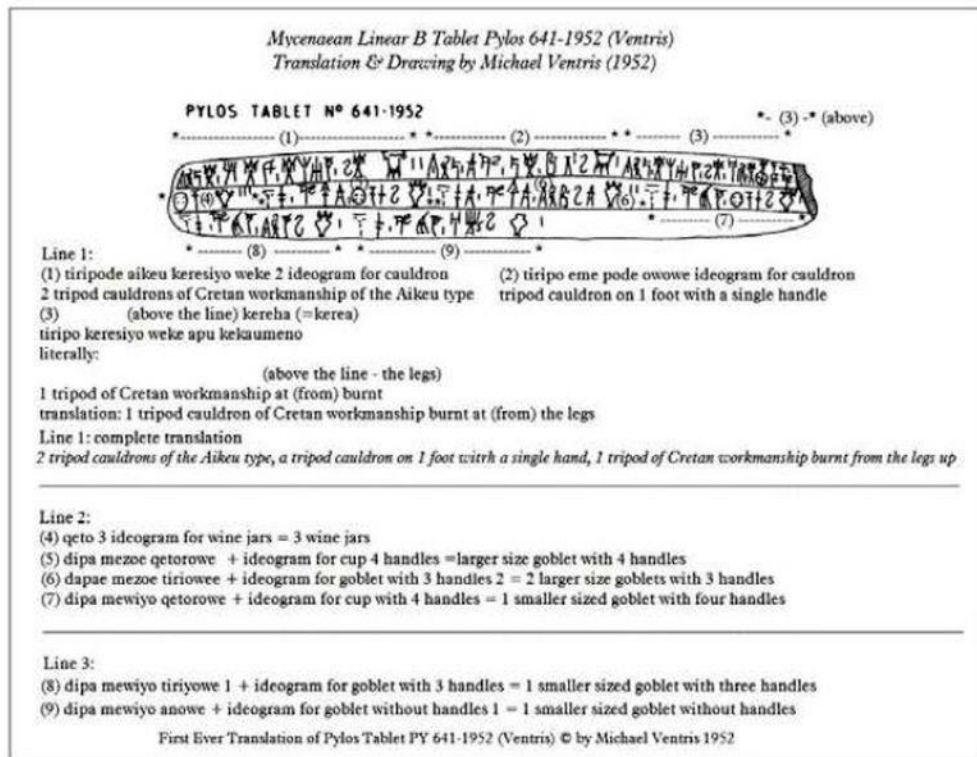 Mycenaean Linear B Tablet Pylos 641-1952 (Ventris)
Translation & Drawing by Michael Ventris (1952)
PYLOS TABLET Nº 641-1952
*- (3) -* (above)
*---------------- (1)----------------* *------------ (2) ------------* *------- (3) ----------*
(4) (6)
* --------- (7) ---------*
* -------- (8) --------- * *--------- (9) ----------*
Line 1:
(1) tiripode aikeu keresiyo weke 2 ideogram for cauldron (2) tiripo eme pode owowe ideogram for cauldron
2 tripod cauldrons of Cretan workmanship of the Aikeu type tripod cauldron on 1 foot with a single handle
(3) (above the line) kereha (=kerea)
tiripo keresiyo weke apu kekaumeno
literally:
(above the line - the legs)
1 tripod of Cretan workmanship at (from) burnt
translation: 1 tripod cauldron of Cretan workmanship burnt at (from) the legs
Line 1: complete translation
2 tripod cauldrons of the Aikeu type, a tripod cauldron on 1 foot witrh a single hand, 1 tripod of Cretan workmanship burnt from the legs up
Line 2:
(4) qeto 3 ideogram for wine jars = 3 wine jars
(5) dipa mezoe qetorowe + ideogram for cup 4 handles =larger size goblet with 4 handles
(6) dapae mezoe tiriowee + ideogram for goblet with 3 handles 2 = 2 larger size goblets with 3 handles
(7) dipa mewiyo qetorowe + ideogram for cup with 4 handles = 1 smaller sized goblet with four handles
Line 3:
(8) dipa mewiyo tiriyowe 1 + ideogram for goblet with 3 handles = 1 smaller sized goblet with three handles
(9) dipa mewiyo anowe + ideogram for goblet without handles 1 = 1 smaller sized goblet without handles
First Ever Translation of Pylos Tablet PY 641-1952 (Ventris) © by Michael Ventris 1952